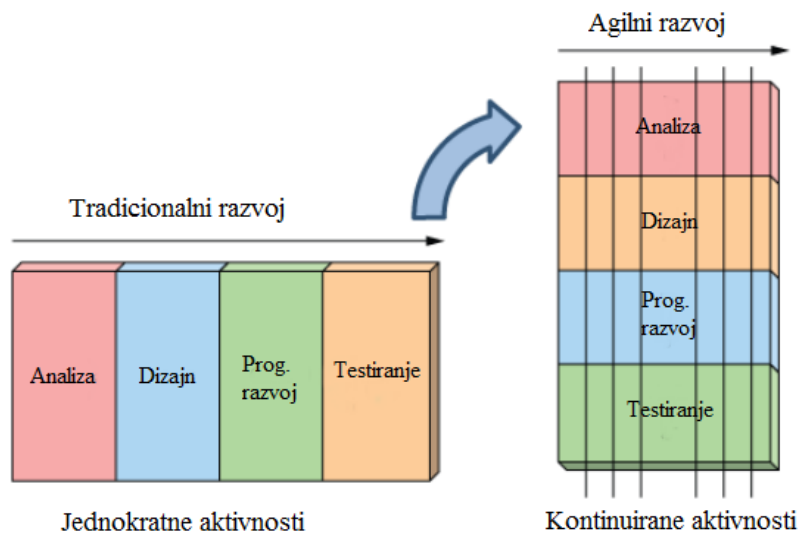 Tradicionalni razvoj
Analiza
Dizajn
Prog.
razvoj
Testiranje
Jednokratne aktivnosti
Agilni razvoj
Analiza
Dizajn
Prog.
razvoj
Testiranje
Kontinuirane aktivnosti